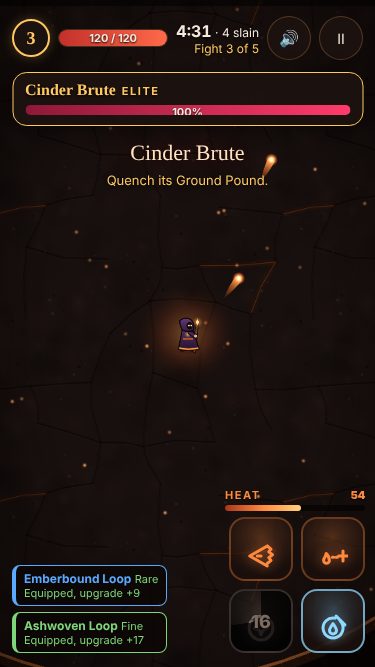 3
120 / 120
4:31 · 4 slain
Fight 3 of 5
Cinder Brute ELITE
100%
Cinder Brute
Quench its Ground Pound.
HEAT 54
16
Emberbound Loop Rare
Equipped, upgrade +9
Ashwoven Loop Fine
Equipped, upgrade +17